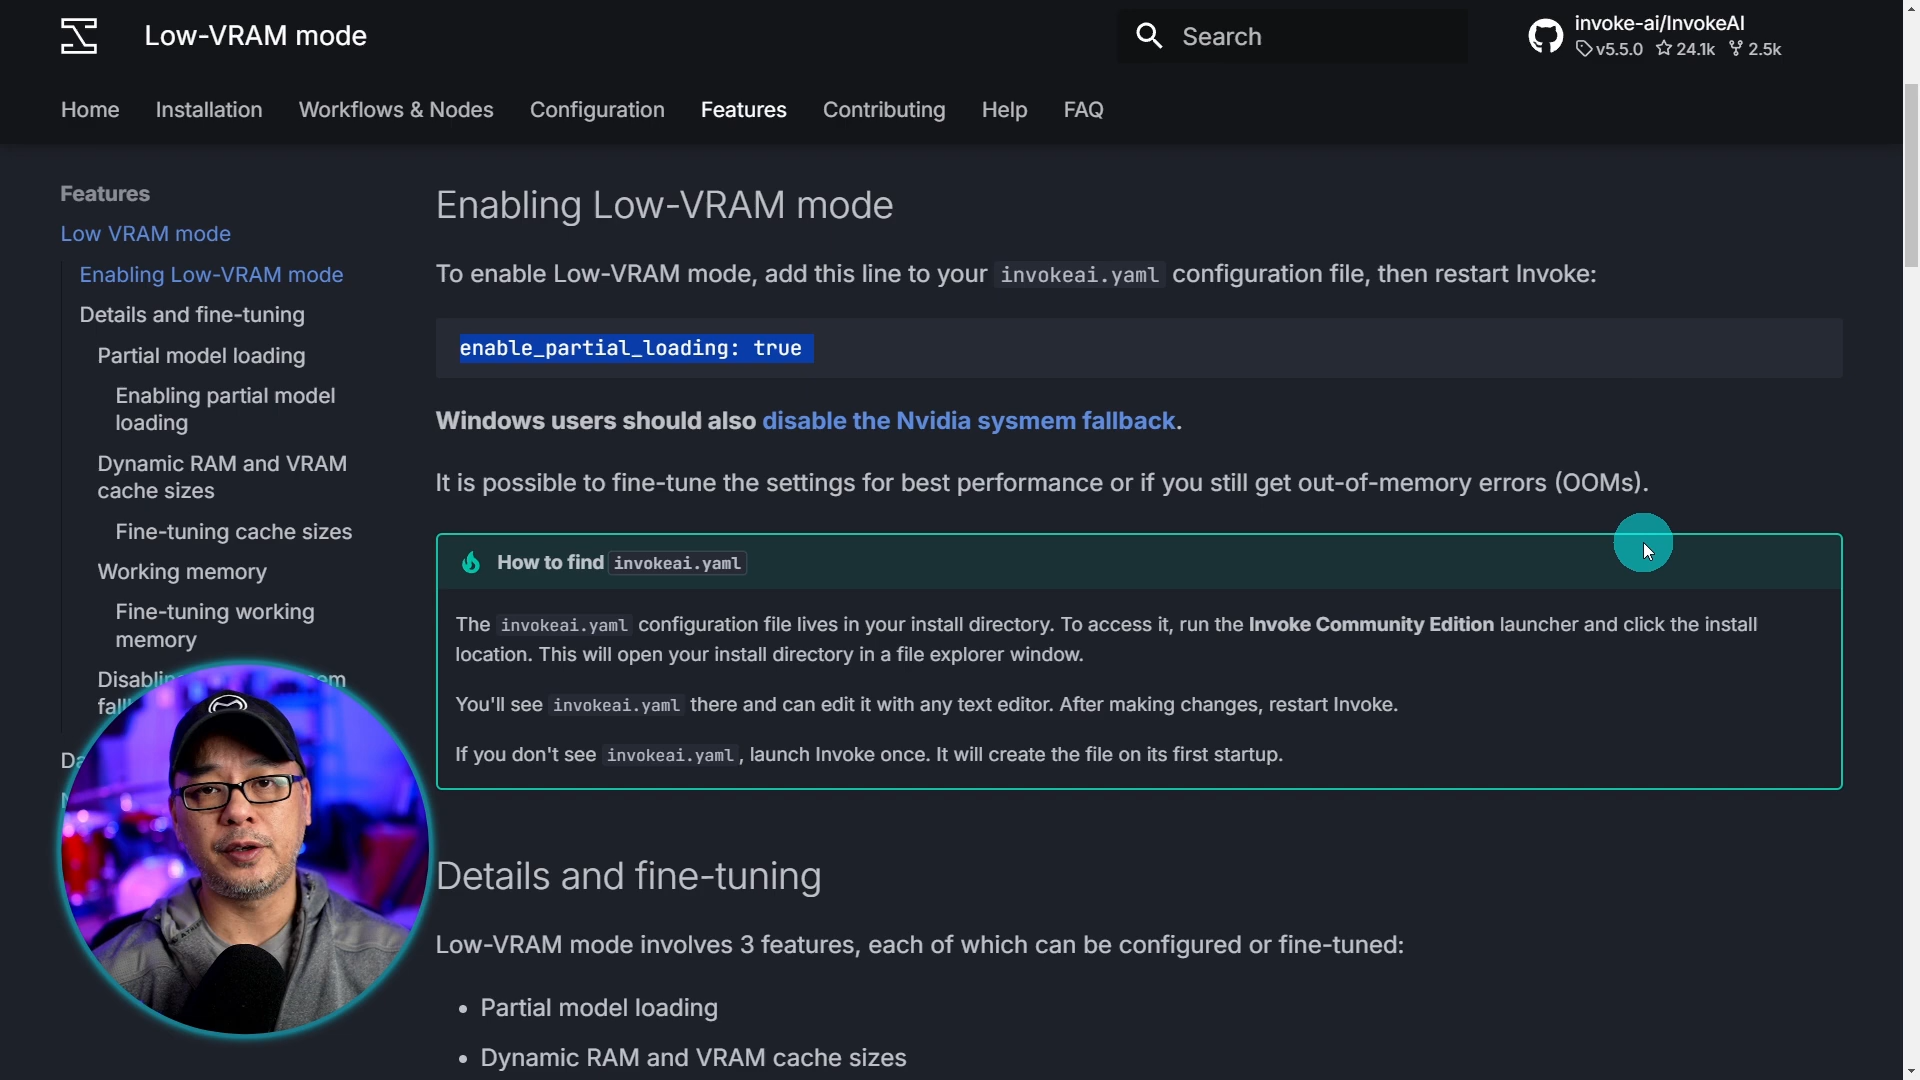 Low-VRAM mode
Search
invoke-ai/InvokeAI
v5.5.0 24.1k 2.5k
Home Installation Workflows & Nodes Configuration Features Contributing Help FAQ
Features
Low VRAM mode
Enabling Low-VRAM mode
Details and fine-tuning
Partial model loading
Enabling partial model
loading
Dynamic RAM and VRAM
cache sizes
Fine-tuning cache sizes
Working memory
Fine-tuning working
memory
Enabling Low-VRAM mode
To enable Low-VRAM mode, add this line to your invokeai.yaml configuration file, then restart Invoke:
enable_partial_loading: true
Windows users should also disable the Nvidia sysmem fallback.
It is possible to fine-tune the settings for best performance or if you still get out-of-memory errors (OOMs).
How to find invokeai.yaml
The invokeai.yaml configuration file lives in your install directory. To access it, run the Invoke Community Edition launcher and click the install
location. This will open your install directory in a file explorer window.
You'll see invokeai.yaml there and can edit it with any text editor. After making changes, restart Invoke.
If you don't see invokeai.yaml, launch Invoke once. It will create the file on its first startup.
Details and fine-tuning
Low-VRAM mode involves 3 features, each of which can be configured or fine-tuned:
• Partial model loading
• Dynamic RAM and VRAM cache sizes